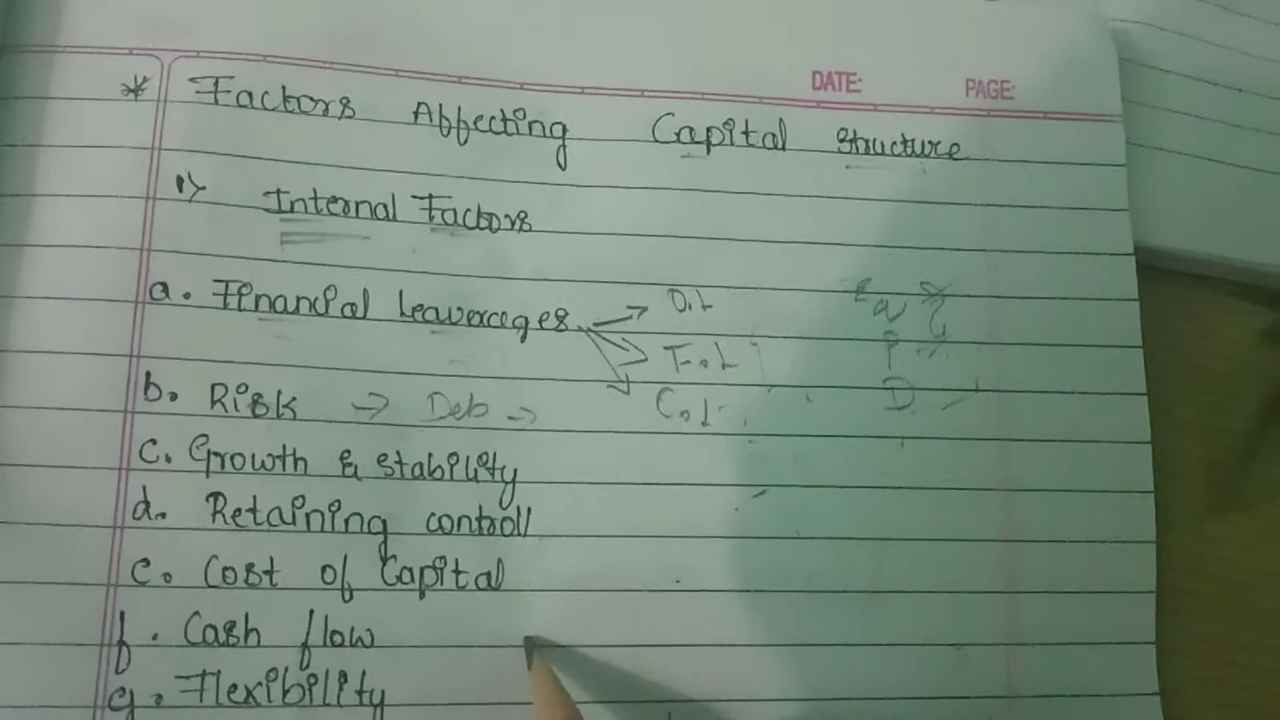 DATE: PAGE:
* Factors Affecting Capital structure
1) Internal Factors
a. Financial Leaverages → O.L
→ F.L
→ C.L
b. Risk → Deb →
c. Growth & stability
d. Retaining controll
e. Cost of Capital
f. Cash flow
g. Flexibility
E
P
D